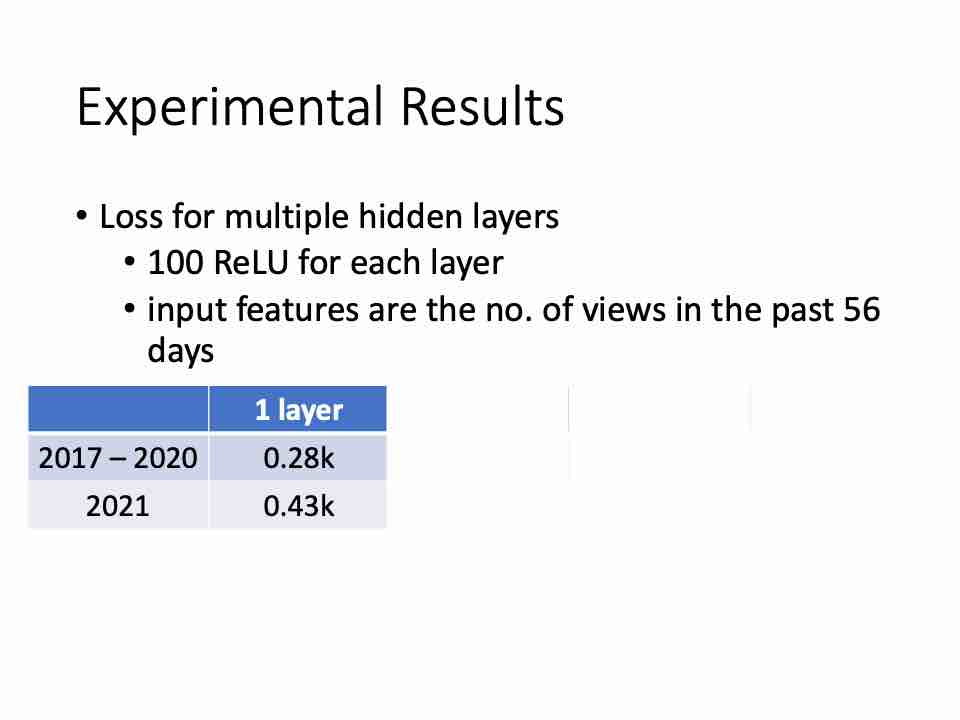 Experimental Results
• Loss for multiple hidden layers
• 100 ReLU for each layer
• input features are the no. of views in the past 56
days
1 layer
2017 – 2020 0.28k
2021 0.43k